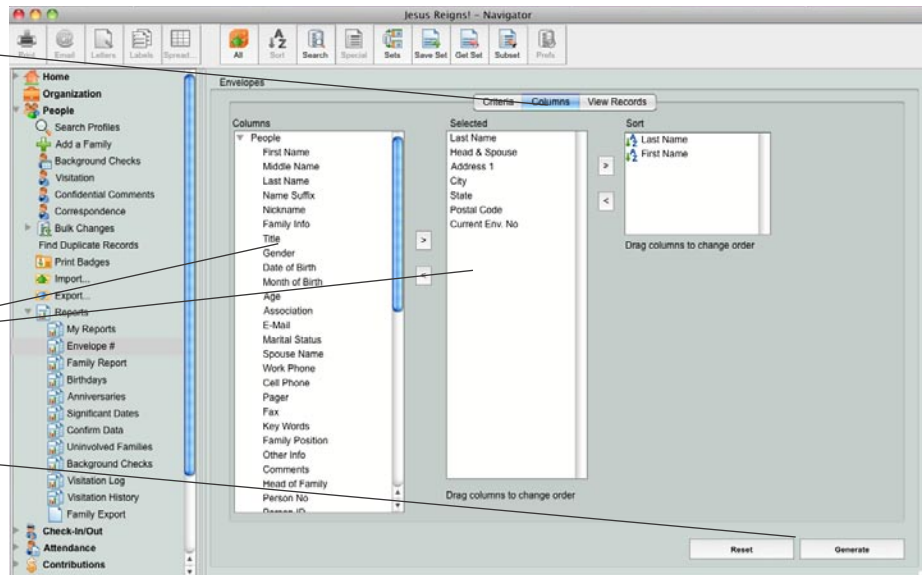 Jesus Reigns! – Navigator
Print Email Letters Labels Spread... All Sort Search Special Sets Save Set Get Set Subset Prefs
Home
Organization
People
Search Profiles
Add a Family
Background Checks
Visitation
Confidential Comments
Correspondence
Bulk Changes
Find Duplicate Records
Print Badges
Import...
Export...
Reports
My Reports
Envelope #
Family Report
Birthdays
Anniversaries
Significant Dates
Confirm Data
Uninvolved Families
Background Checks
Visitation Log
Visitation History
Family Export
Check-In/Out
Attendance
Contributions
Envelopes
Criteria Columns View Records
Columns
People
First Name
Middle Name
Last Name
Name Suffix
Nickname
Family Info
Title
Gender
Date of Birth
Month of Birth
Age
Association
E-Mail
Marital Status
Spouse Name
Work Phone
Cell Phone
Pager
Fax
Key Words
Family Position
Other Info
Comments
Head of Family
Person No
Person ID
>
<
Selected
Last Name
Head & Spouse
Address 1
City
State
Postal Code
Current Env. No
Drag columns to change order
>
<
Sort
Last Name
First Name
Drag columns to change order
Reset Generate